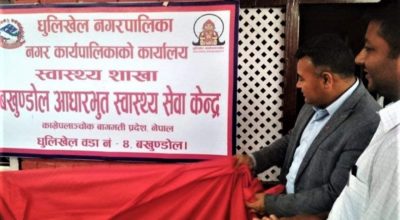 धुलिखेल नगरपालिका
नगर कार्यपालिकाको कार्यालय
स्वास्थ्य शाखा
बखुण्डोल आधारभुत स्वास्थ्य सेवा केन्द्र
काभ्रेपलाञ्चोक बागमती प्रदेश, नेपाल
धुलिखेल वडा नं - ४, बखुण्डोल।